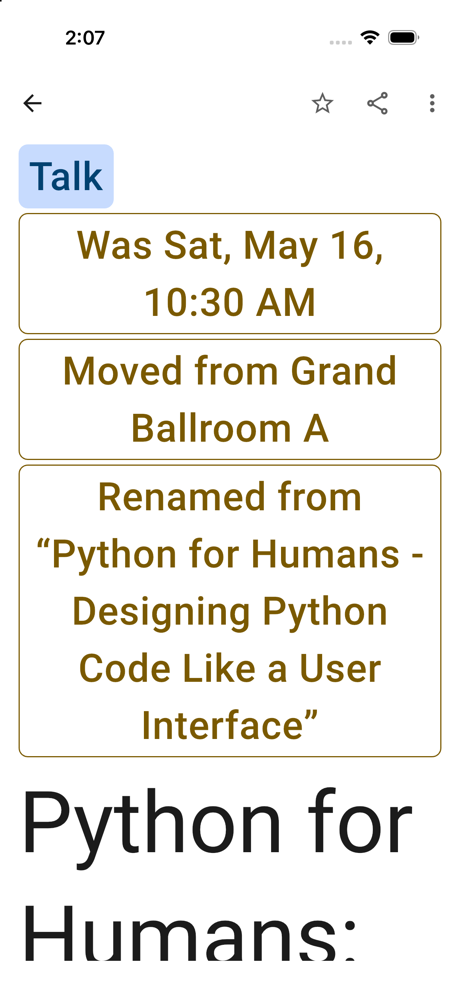 2:07
Talk
Was Sat, May 16,
10:30 AM
Moved from Grand
Ballroom A
Renamed from
“Python for Humans -
Designing Python
Code Like a User
Interface”
Python for
Humans: